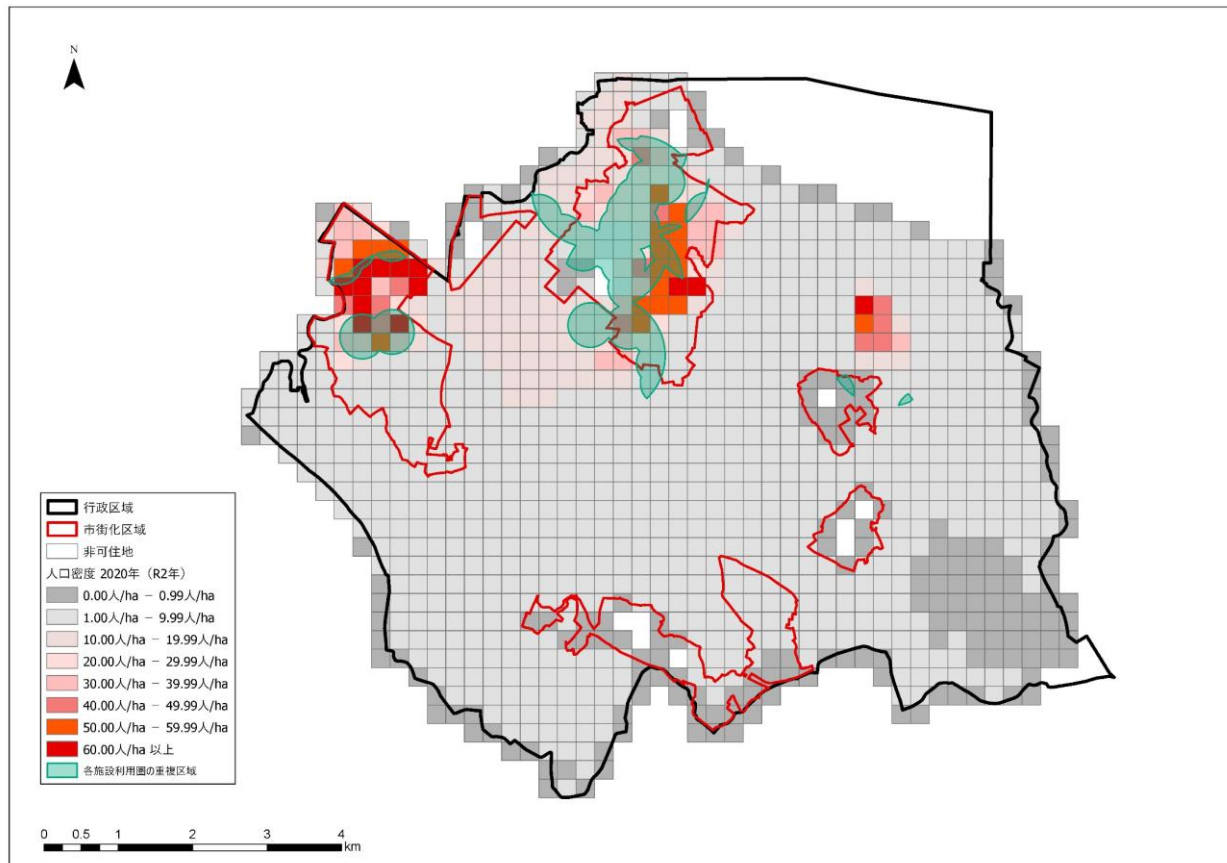 N
行政区域
市街化区域
非可住地
人口密度 2020年（R2年）
0.00人/ha － 0.99人/ha
1.00人/ha － 9.99人/ha
10.00人/ha － 19.99人/ha
20.00人/ha － 29.99人/ha
30.00人/ha － 39.99人/ha
40.00人/ha － 49.99人/ha
50.00人/ha － 59.99人/ha
60.00人/ha 以上
各施設利用圏の重複区域
0 0.5 1 2 3 4
km